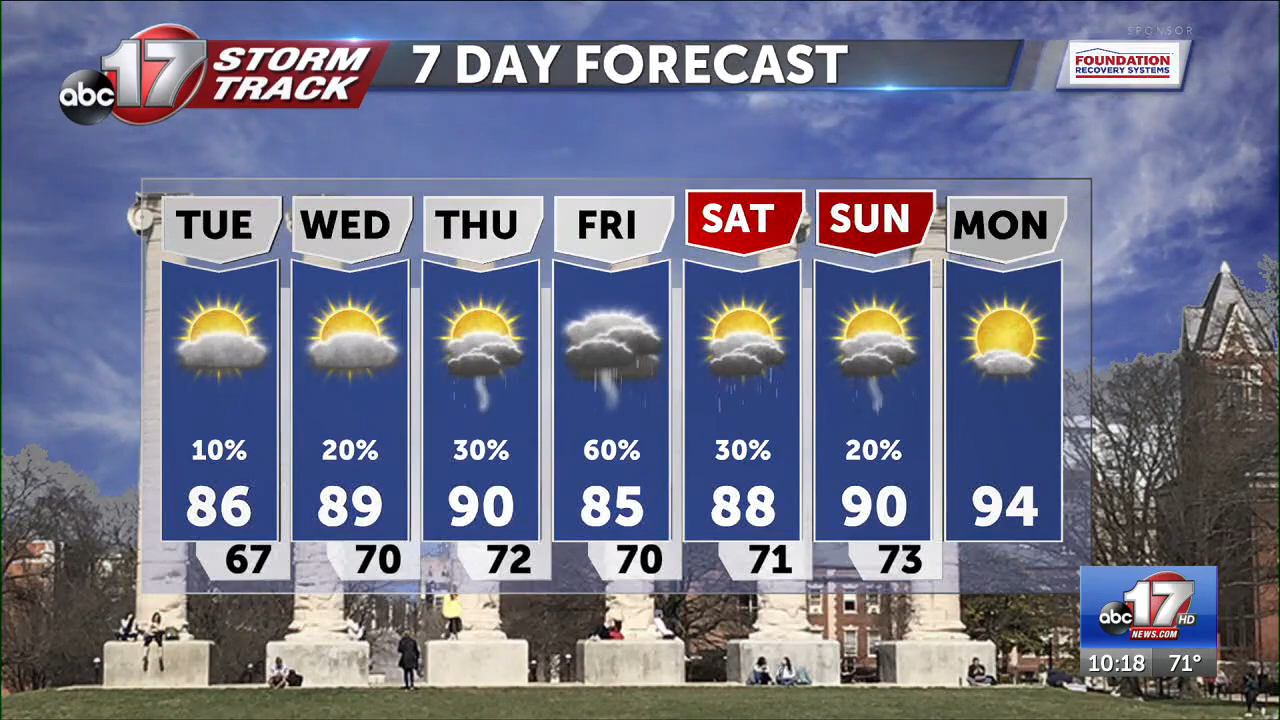 SPONSOR
abc 17 STORM TRACK
7 DAY FORECAST
FOUNDATION
RECOVERY SYSTEMS
TUE WED THU FRI SAT SUN MON
10% 20% 30% 60% 30% 20%
86 89 90 85 88 90 94
67 70 72 70 71 73
abc 17 HD
NEWS.COM
10:18 71°